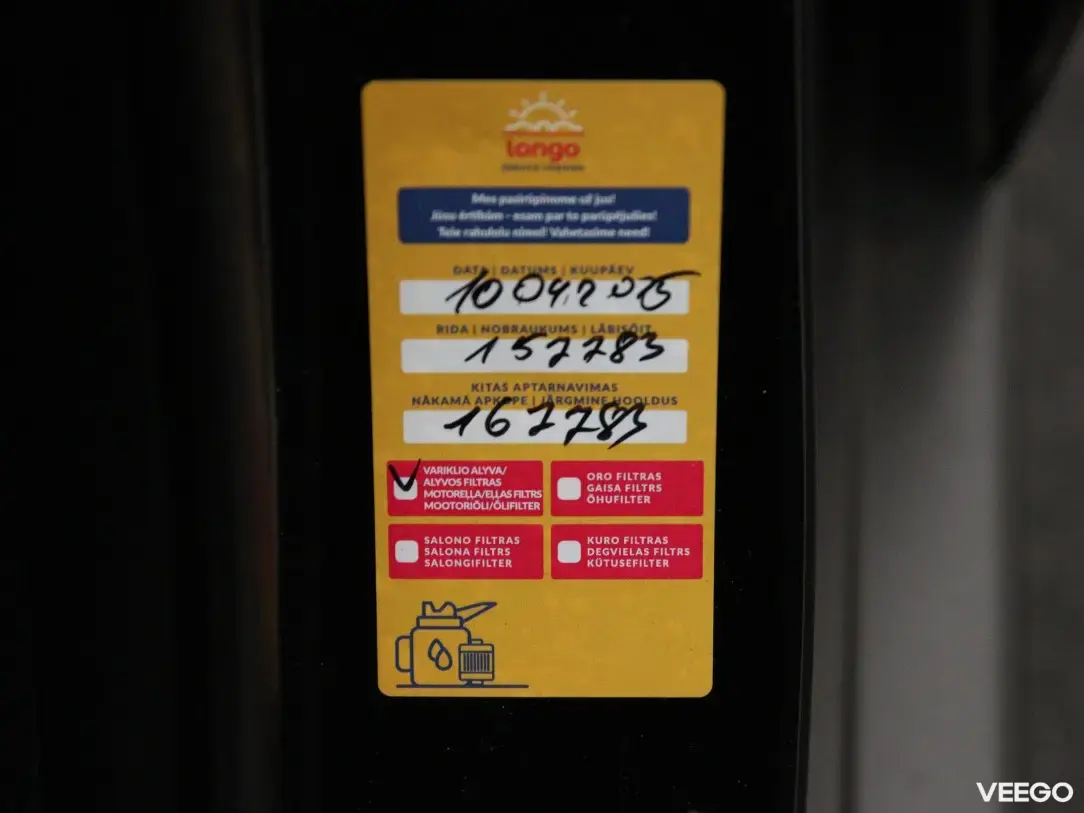 longo
Mes pasirūpinome už jus!
Jūsu ērtībām - esam par to parūpējušies!
Teie rahulolu nimel! Vahetasime need!
DATA | DATUMS | KUUPÄEV
10 04.2025
RIDA | NOBRAUKUMS | LÄBISÕIT
157783
KITAS APTARNAVIMAS
NĀKAMĀ APKOPE | JÄRGMINE HOOLDUS
167783
VARIKLIO ALYVA/
ALYVOS FILTRAS
MOTOREĻĻA/EĻĻAS FILTRS
MOOTORIÕLI/ÕLIFILTER
ORO FILTRAS
GAISA FILTRS
ÕHUFILTER
SALONO FILTRAS
SALONA FILTRS
SALONGIFILTER
KURO FILTRAS
DEGVIELAS FILTRS
KÜTUSEFILTER
VEEGO